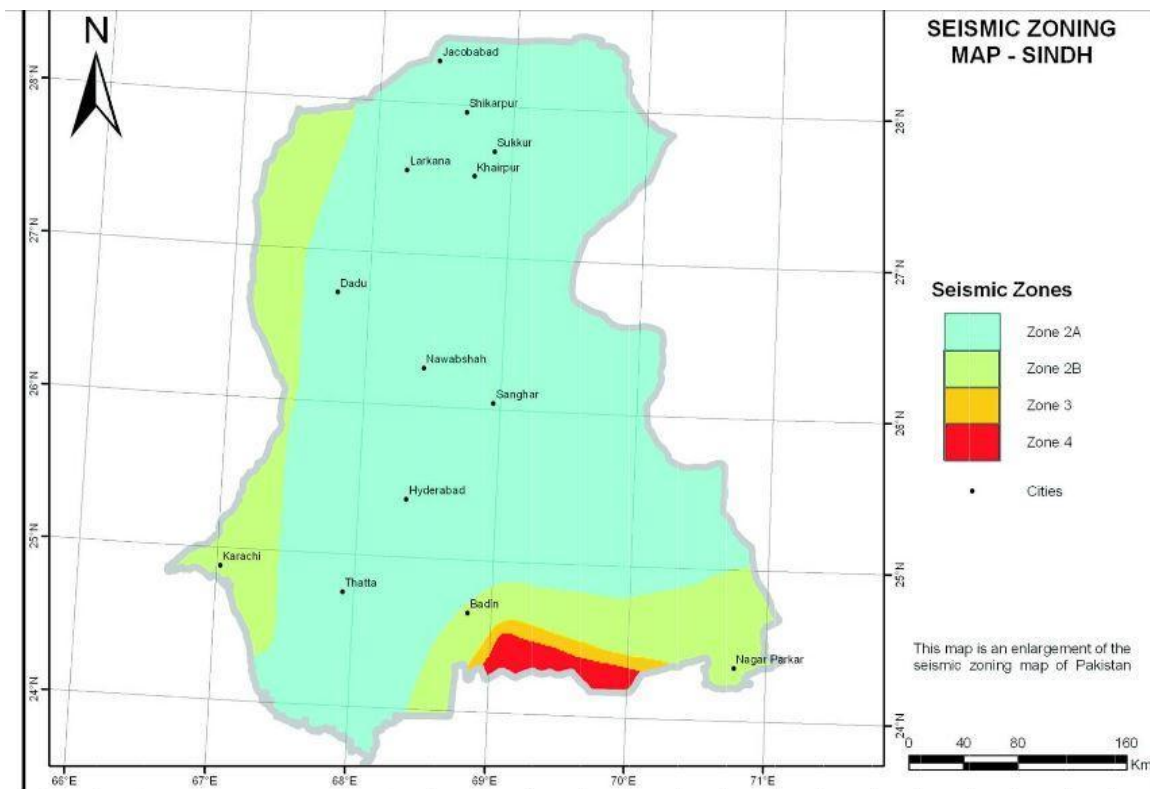 SEISMIC ZONING
MAP - SINDH
N
Jacobabad
Shikarpur
Sukkur
Larkana
Khairpur
Dadu
Nawabshah
Sanghar
Hyderabad
Karachi
Thatta
Badin
Nagar Parkar
28°N
27°N
26°N
25°N
24°N
28°N
27°N
26°N
25°N
24°N
66°E
67°E
68°E
69°E
70°E
71°E
Seismic Zones
Zone 2A
Zone 2B
Zone 3
Zone 4
Cities
This map is an enlargement of the
seismic zoning map of Pakistan
0 40 80 160
Km